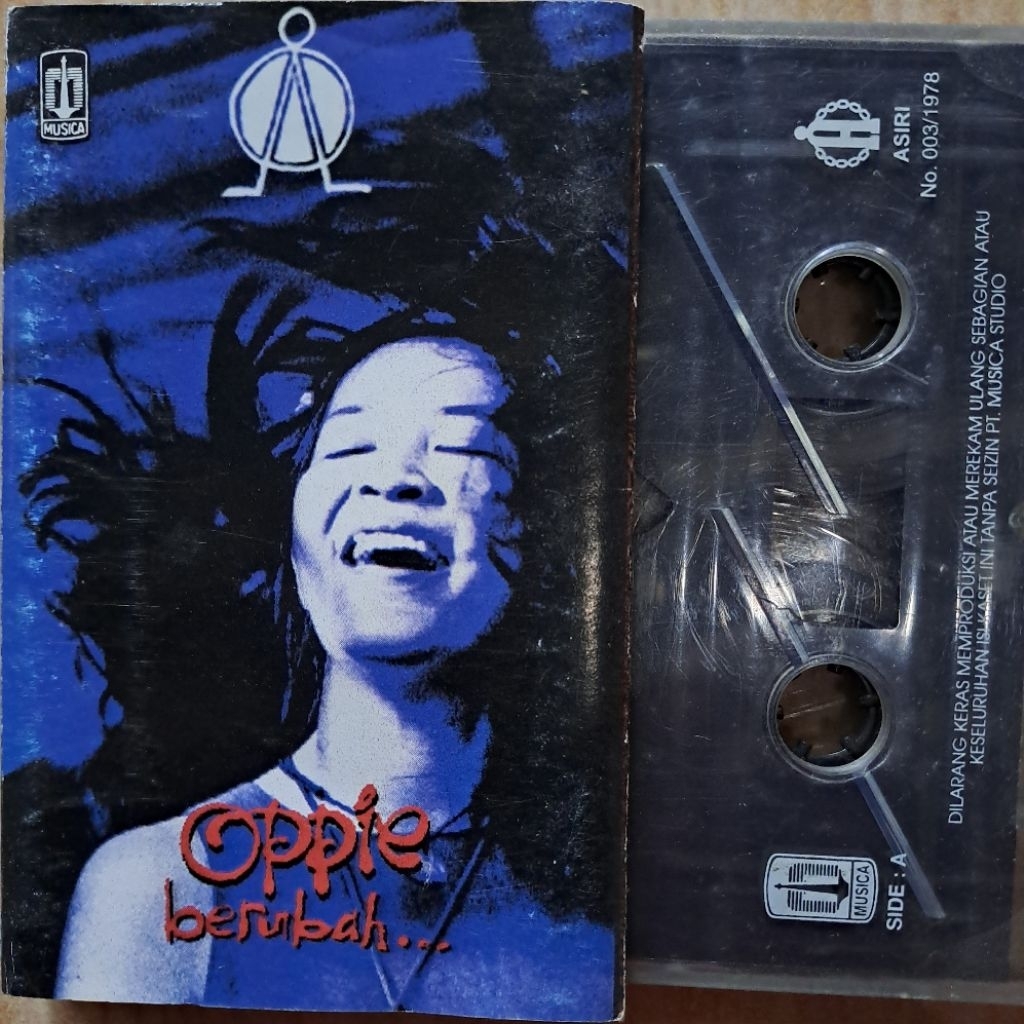 MUSICA
Oppie
berubah...
ASIRI
No. 003/1978
DILARANG KERAS MEMPRODUKSI ATAU MEREKAM ULANG SEBAGIAN ATAU
KESELURUHAN ISI KASET INI TANPA SEIZIN PT. MUSICA STUDIO
MUSICA
SIDE : A